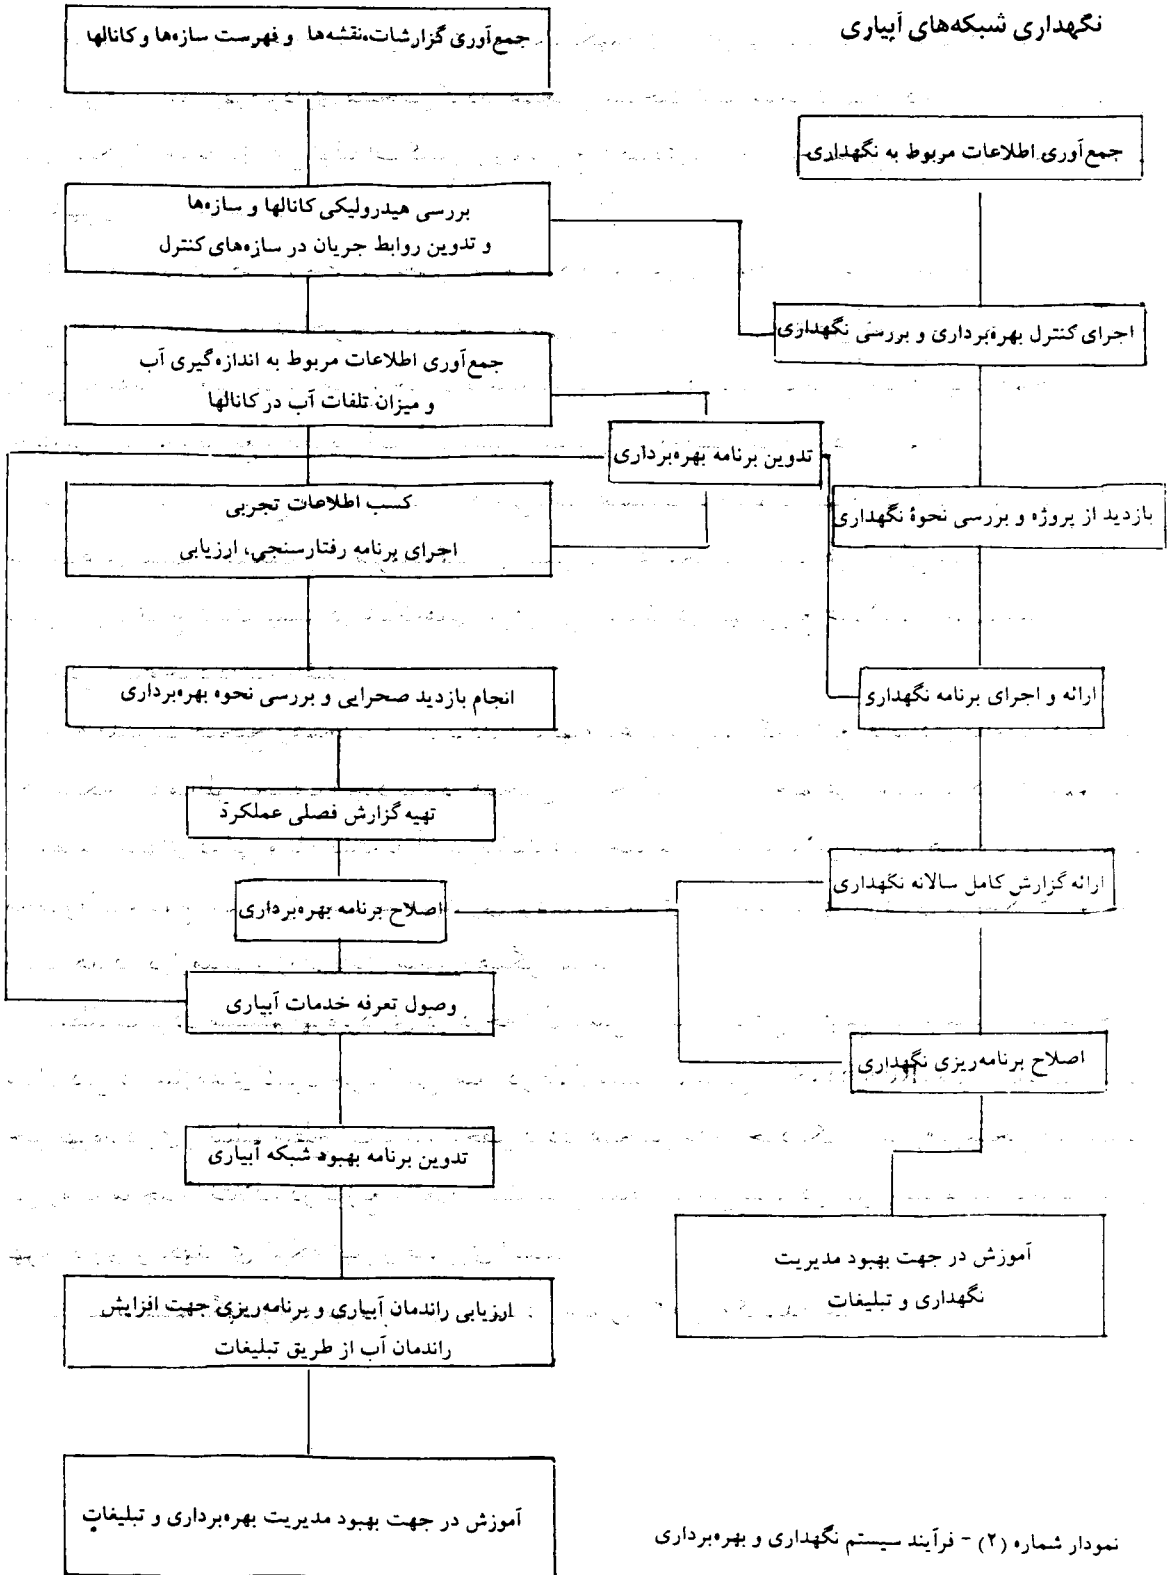 نگهداری شبکه‌های آبیاری
جمع‌آوری گزارشات،نقشه‌ها و فهرست سازه‌ها و کانالها
جمع‌آوری اطلاعات مربوط به نگهداری
بررسی هیدرولیکی کانالها و سازه‌ها
و تدوین روابط جریان در سازه‌های کنترل
اجرای کنترل بهره‌برداری و بررسی نگهداری
جمع‌آوری اطلاعات مربوط به اندازه‌گیری آب
و میزان تلفات آب در کانالها
تدوین برنامه بهره‌برداری
کسب اطلاعات تجربی
اجرای برنامه رفتارسنجی، ارزیابی
بازدید از پروژه و بررسی نحوهٔ نگهداری
انجام بازدید صحرایی و بررسی نحوه بهره‌برداری
ارائه و اجرای برنامه نگهداری
تهیه گزارش فصلی عملکرد
ارائه گزارش کامل سالانه نگهداری
اصلاح برنامه بهره‌برداری
وصول تعرفه خدمات آبیاری
اصلاح برنامه‌ریزی نگهداری
تدوین برنامه بهبود شبکه آبیاری
آموزش در جهت بهبود مدیریت
نگهداری و تبلیغات
ارزیابی راندمان آبیاری و برنامه‌ریزی جهت افزایش
راندمان آب از طریق تبلیغات
آموزش در جهت بهبود مدیریت بهره‌برداری و تبلیغات
نمودار شماره (۲) - فرآیند سیستم نگهداری و بهره‌برداری